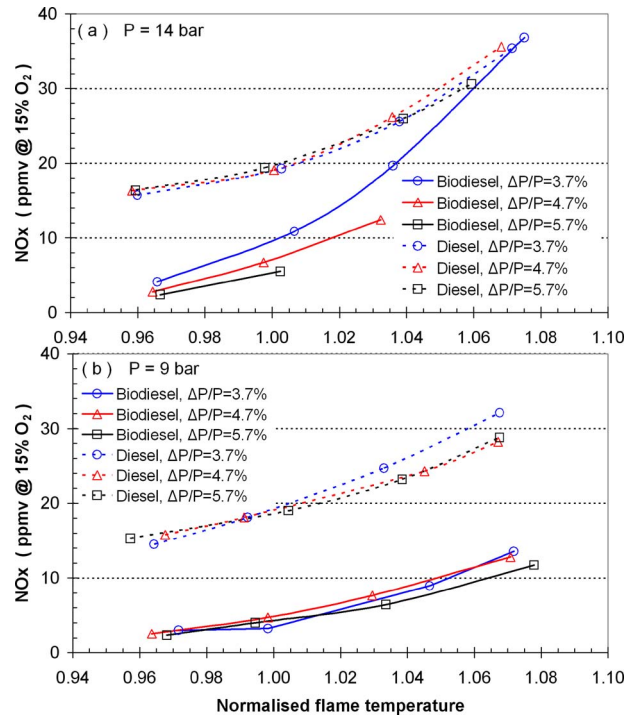 40
30
20
10
0
NOx ( ppmv @ 15% O₂ )
( a ) P = 14 bar
Biodiesel, ΔP/P=3.7%
Biodiesel, ΔP/P=4.7%
Biodiesel, ΔP/P=5.7%
Diesel, ΔP/P=3.7%
Diesel, ΔP/P=4.7%
Diesel, ΔP/P=5.7%
0.94 0.96 0.98 1.00 1.02 1.04 1.06 1.08 1.10
40
30
20
10
0
NOx ( ppmv @ 15% O₂ )
( b ) P = 9 bar
Biodiesel, ΔP/P=3.7%
Biodiesel, ΔP/P=4.7%
Biodiesel, ΔP/P=5.7%
Diesel, ΔP/P=3.7%
Diesel, ΔP/P=4.7%
Diesel, ΔP/P=5.7%
0.94 0.96 0.98 1.00 1.02 1.04 1.06 1.08 1.10
Normalised flame temperature